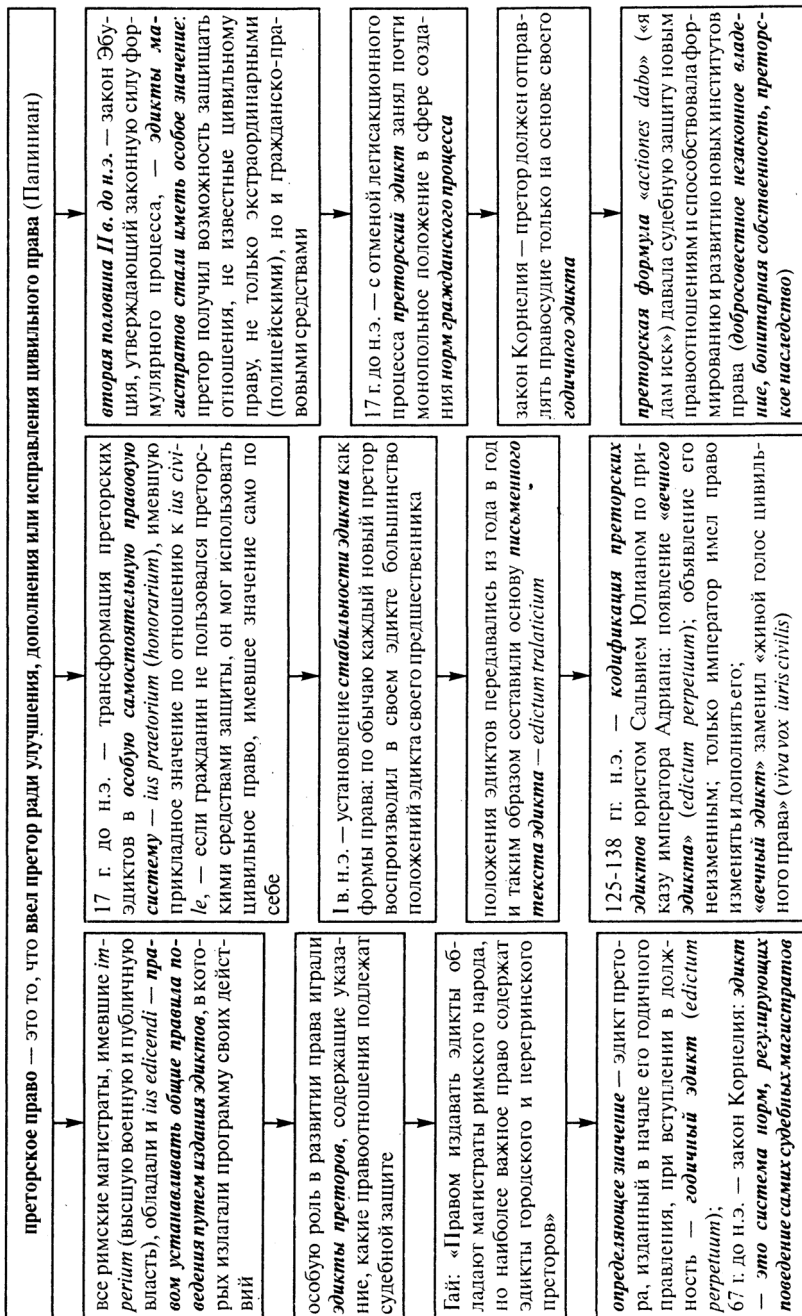 преторское право — это то, что ввел претор ради улучшения, дополнения или исправления цивильного права (Папиниан)
все римские магистраты, имевшие im-
perium (высшую военную и публичную
власть), обладали и ius edicendi — пра-
вом устанавливать общие правила по-
ведения путем издания эдиктов, в кото-
рых излагали программу своих дейст-
вий
особую роль в развитии права играли
эдикты преторов, содержащие указа-
ние, какие правоотношения подлежат
судебной защите
Гай: «Правом издавать эдикты об-
ладают магистраты римского народа,
но наиболее важное право содержат
эдикты городского и перегринского
преторов»
определяющее значение — эдикт прето-
ра, изданный в начале его годичного
правления, при вступлении в долж-
ность — годичный эдикт (edictum
perpetuum);
67 г. до н.э. — закон Корнелия: эдикт
— это система норм, регулирующих
поведение самих судебных магистратов
17 г. до н.э. — трансформация преторских
эдиктов в особую самостоятельную правовую
систему — ius praetorium (honorarium), имевшую
прикладное значение по отношению к ius civi-
le, — если гражданин не пользовался преторс-
кими средствами защиты, он мог использовать
цивильное право, имевшее значение само по
себе
I в. н.э. — установление стабильности эдикта как
формы права: по обычаю каждый новый претор
воспроизводил в своем эдикте большинство
положений эдикта своего предшественника
положения эдиктов передавались из года в год
и таким образом составили основу письменного
текста эдикта — edictum tralaticium
125-138 гг. н.э. — кодификация преторских
эдиктов юристом Сальвием Юлианом по при-
казу императора Адриана: появление «вечного
эдикта» (edictum perpetuum); объявление его
неизменным; только император имел право
изменять и дополнять его;
«вечный эдикт» заменил «живой голос цивиль-
ного права» (viva vox iuris civilis)
вторая половина II в. до н.э. — закон Эбу-
ция, утверждающий законную силу фор-
мулярного процесса, — эдикты ма-
гистратов стали иметь особое значение:
претор получил возможность защищать
отношения, не известные цивильному
праву, не только экстраординарными
(полицейскими), но и гражданско-пра-
вовыми средствами
17 г. до н.э. — с отменой легисакционного
процесса преторский эдикт занял почти
монопольное положение в сфере созда-
ния норм гражданского процесса
закон Корнелия — претор должен отправ-
лять правосудие только на основе своего
годичного эдикта
преторская формула «actiones dabo» («я
дам иск») давала судебную защиту новым
правоотношениям и способствовала фор-
мированию и развитию новых институтов
права (добросовестное незаконное владе-
ние, бонитарная собственность, преторс-
кое наследство)